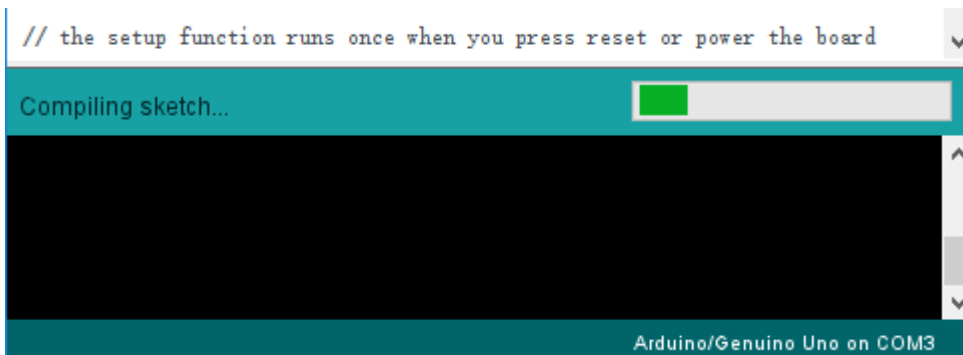 // the setup function runs once when you press reset or power the board
Compiling sketch...
Arduino/Genuino Uno on COM3